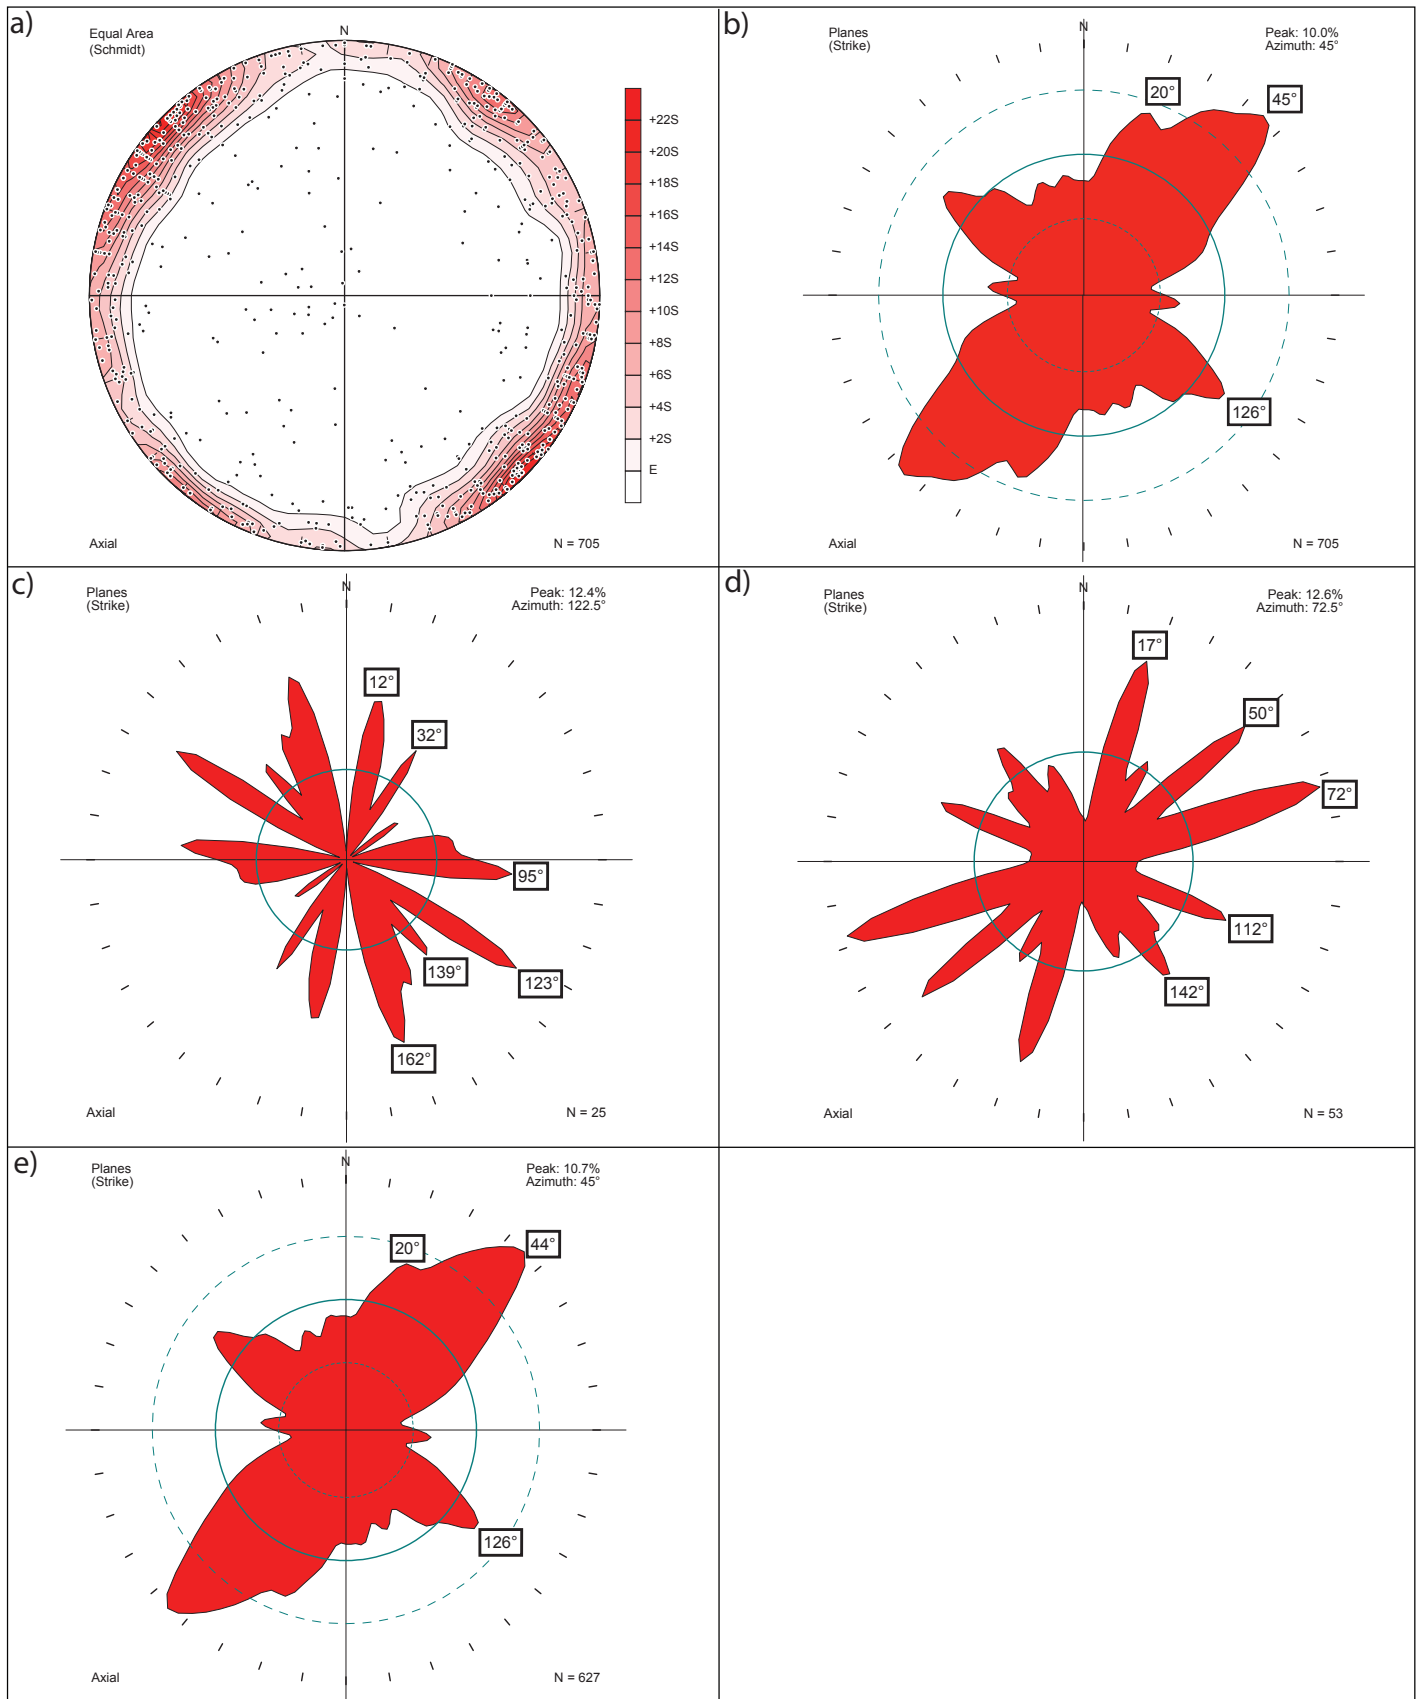 a)
Equal Area
(Schmidt)
N
+22S
+20S
+18S
+16S
+14S
+12S
+10S
+8S
+6S
+4S
+2S
E
Axial
N = 705
b)
Planes
(Strike)
N
Peak: 10.0%
Azimuth: 45°
20°
45°
126°
Axial
N = 705
c)
Planes
(Strike)
N
Peak: 12.4%
Azimuth: 122.5°
12°
32°
95°
139°
123°
162°
Axial
N = 25
d)
Planes
(Strike)
N
Peak: 12.6%
Azimuth: 72.5°
17°
50°
72°
112°
142°
Axial
N = 53
e)
Planes
(Strike)
N
Peak: 10.7%
Azimuth: 45°
20°
44°
126°
Axial
N = 627